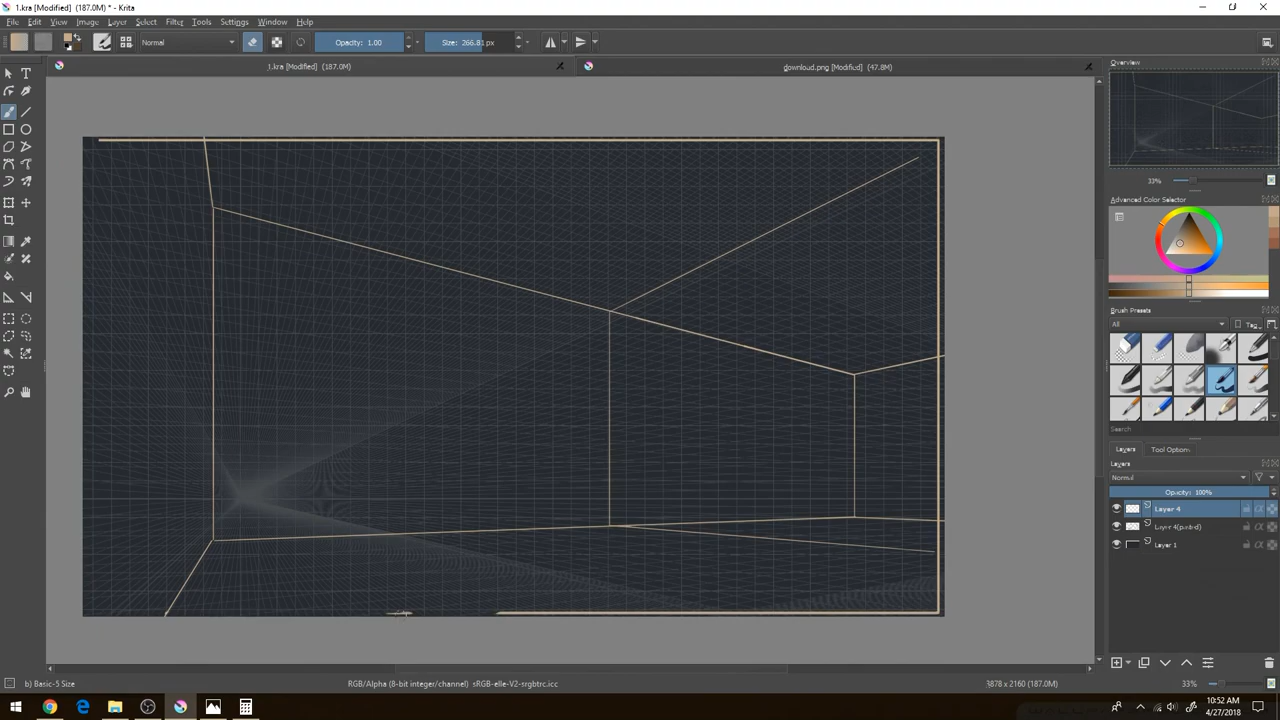 1.kra [Modified] (187.0M) * - Krita
File Edit View Image Layer Select Filter Tools Settings Window Help
Normal
Opacity: 1.00
Size: 266.81 px
1.kra [Modified] (187.0M)
download.png [Modified] (47.8M)
Overview
33%
Advanced Color Selector
Brush Presets
All
Tag
Search
Layers
Tool Options
Layers
Normal
Opacity: 100%
Layer 4
Layer 1
b) Basic-5 Size
RGB/Alpha (8-bit integer/channel) sRGB-elle-V2-srgbtrc.icc
3878 x 2160 (187.0M)
33%
10:52 AM
4/27/2018